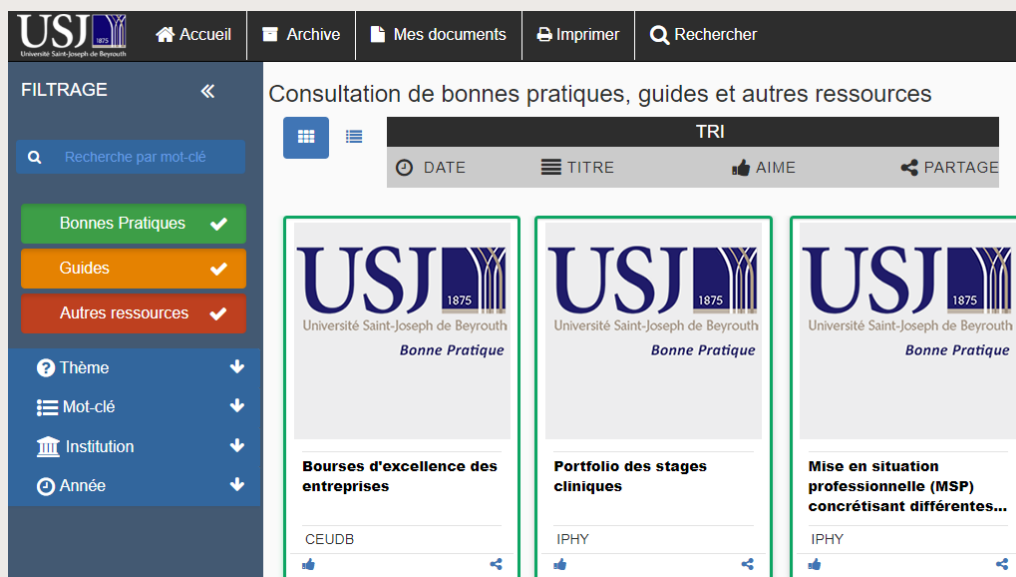 USJ 1875
Université Saint-Joseph de Beyrouth
Accueil
Archive
Mes documents
Imprimer
Rechercher
FILTRAGE
Recherche par mot-clé
Bonnes Pratiques
Guides
Autres ressources
Thème
Mot-clé
Institution
Année
Consultation de bonnes pratiques, guides et autres ressources
TRI
DATE
TITRE
AIME
PARTAGE
USJ 1875
Université Saint-Joseph de Beyrouth
Bonne Pratique
Bourses d'excellence des
entreprises
CEUDB
USJ 1875
Université Saint-Joseph de Beyrouth
Bonne Pratique
Portfolio des stages
cliniques
IPHY
USJ 1875
Université Saint-Joseph de Beyrouth
Bonne Pratique
Mise en situation
professionnelle (MSP)
concrétisant différentes...
IPHY